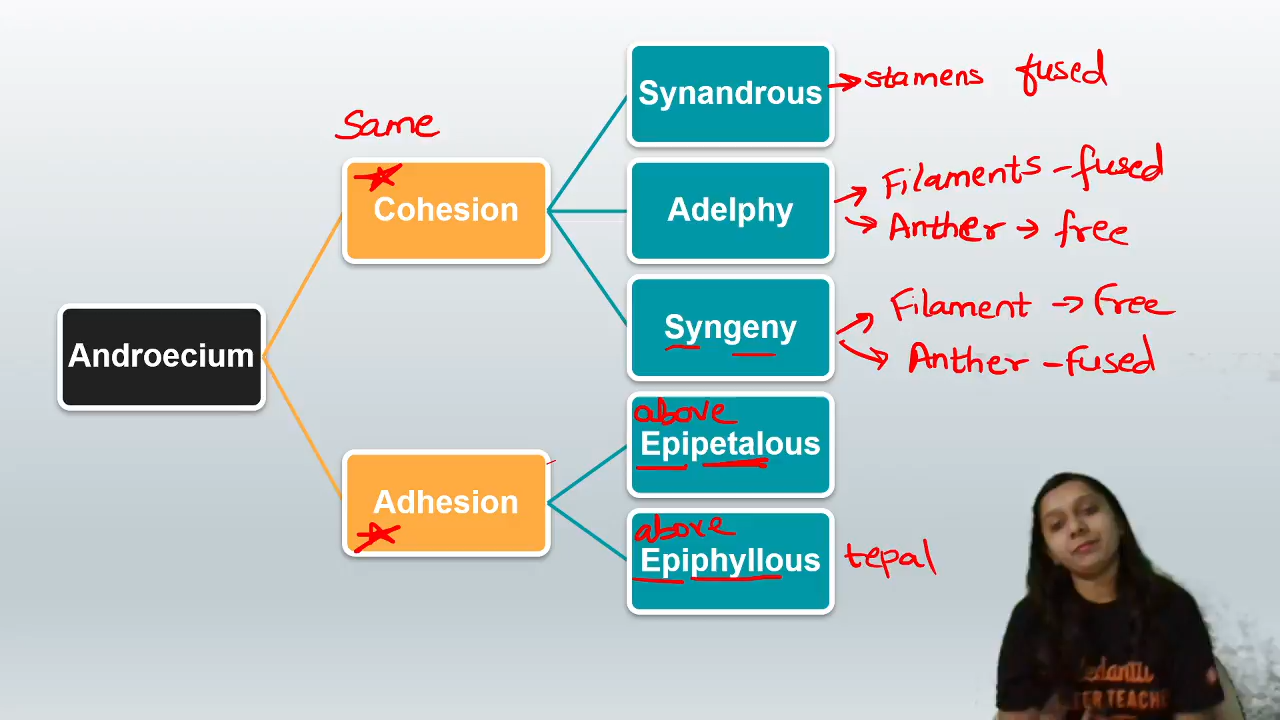 Synandrous
stamens fused
Same
Cohesion
Adelphy
Filaments - fused
Anther → free
Syngeny
Filament → Free
Anther - fused
Androecium
above
Epipetalous
Adhesion
above
Epiphyllous
tepal
TEACHE